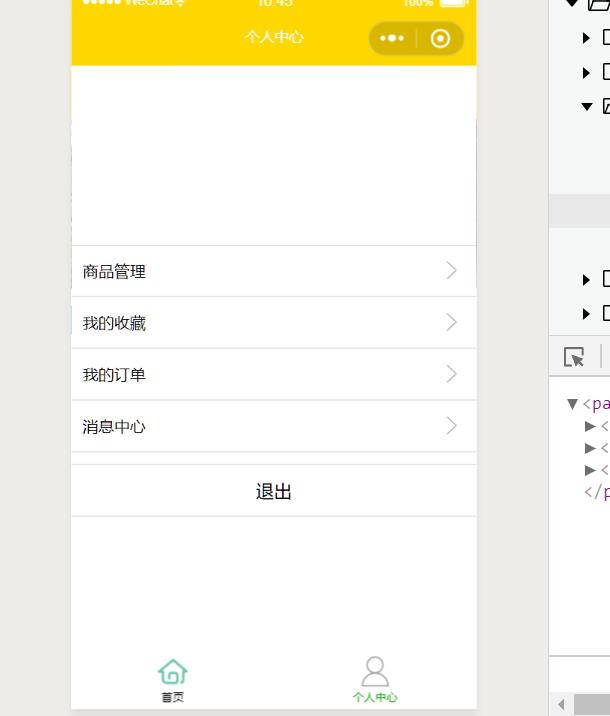 ●●●●● WeChat 10:45 100%
个人中心
商品管理
我的收藏
我的订单
消息中心
退出
首页
个人中心
▼<pa
▶<
▶<
▶<
</p